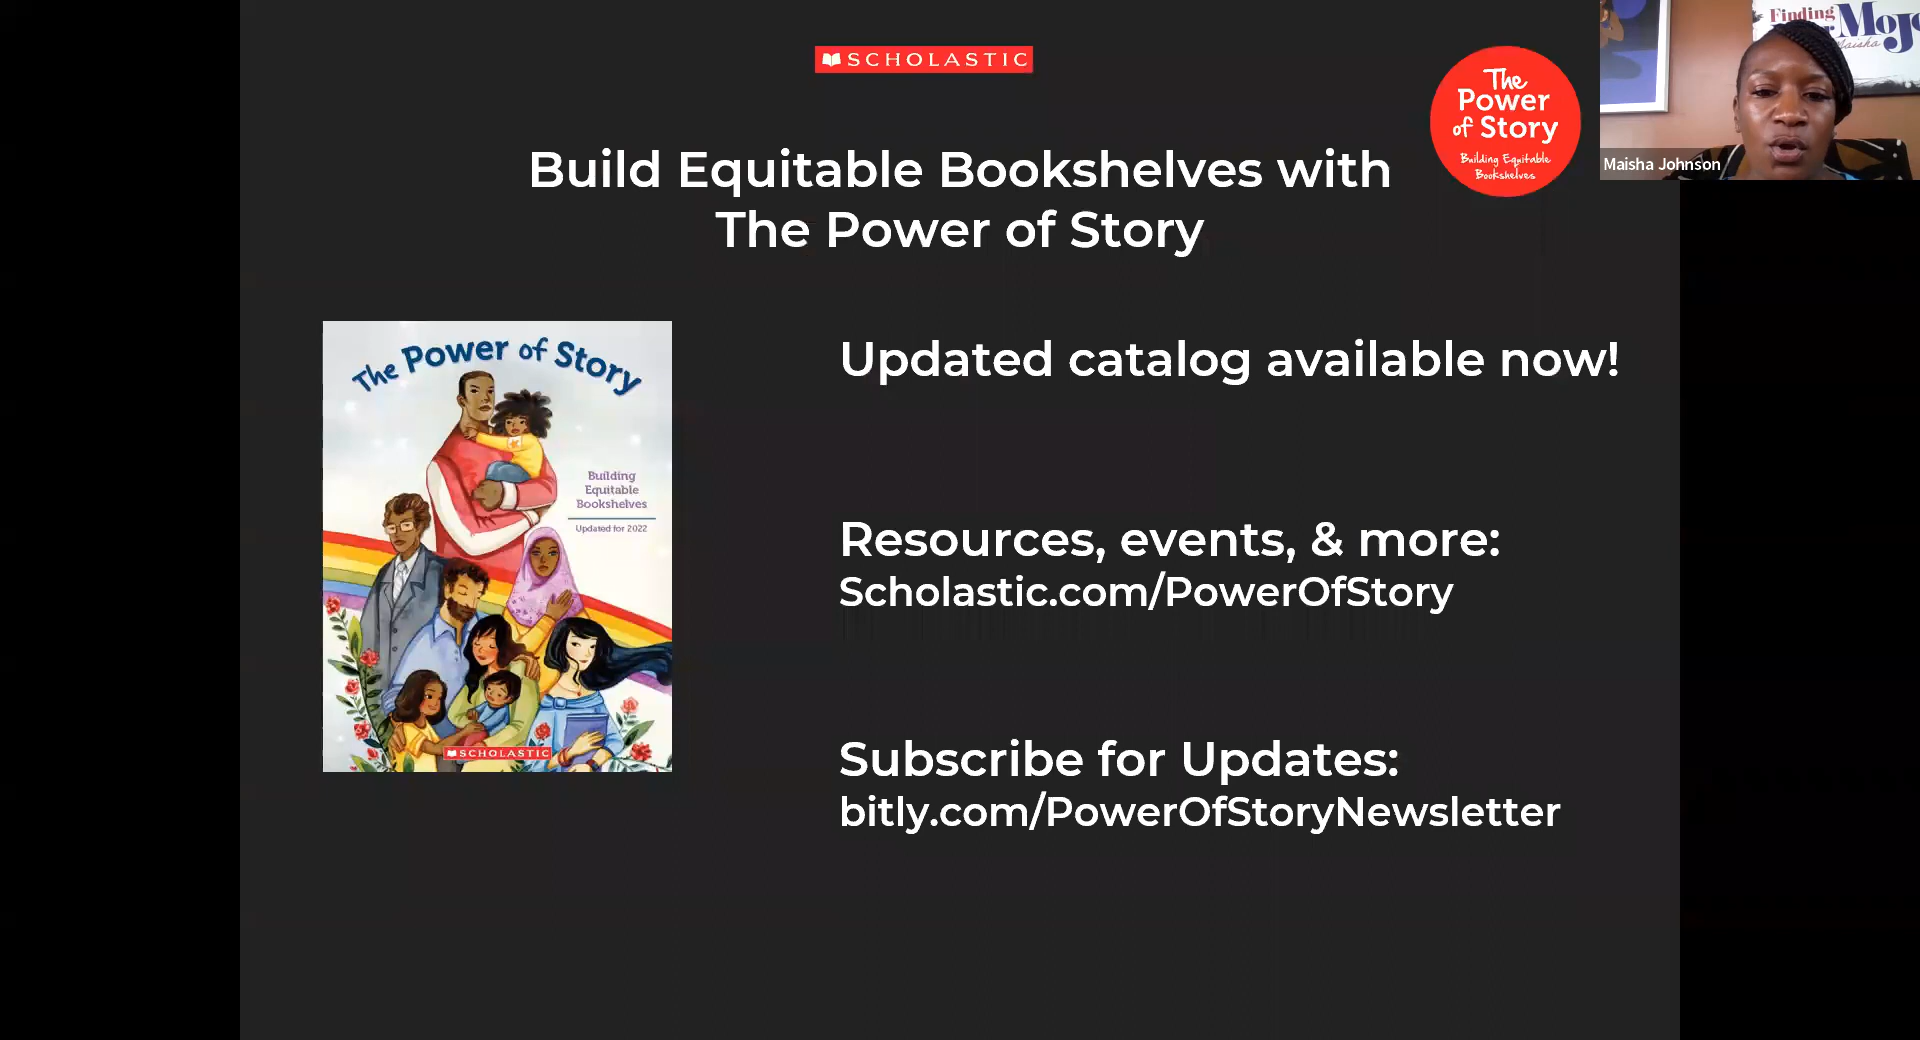 SCHOLASTIC
The
Power
of Story
Building Equitable
Bookshelves
Finding
Mojo
Maisha
Maisha Johnson
Build Equitable Bookshelves with
The Power of Story
The Power of Story
Building
Equitable
Bookshelves
Updated for 2022
SCHOLASTIC
Updated catalog available now!
Resources, events, & more:
Scholastic.com/PowerOfStory
Subscribe for Updates:
bitly.com/PowerOfStoryNewsletter